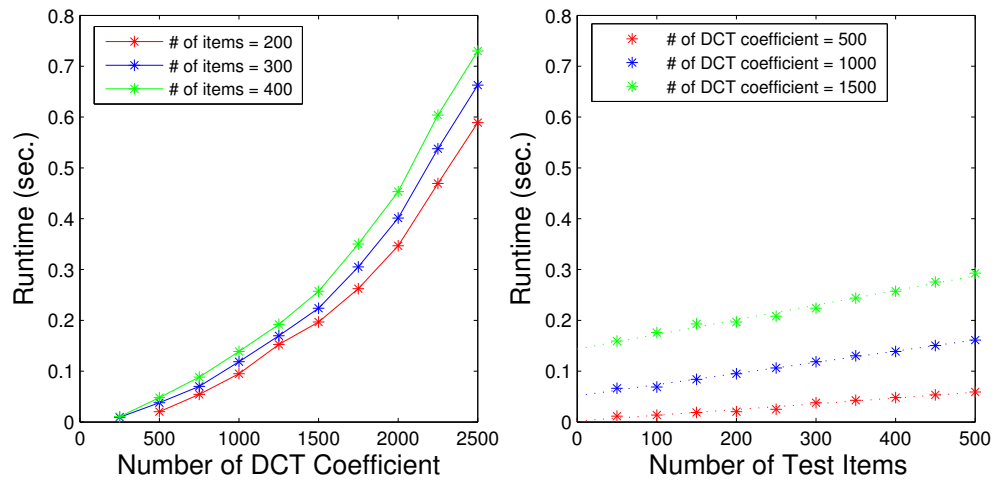 # of items = 200
# of items = 300
# of items = 400
0.8
0.7
0.6
0.5
0.4
0.3
0.2
0.1
0
0 500 1000 1500 2000 2500
Runtime (sec.)
Number of DCT Coefficient
# of DCT coefficient = 500
# of DCT coefficient = 1000
# of DCT coefficient = 1500
0.8
0.7
0.6
0.5
0.4
0.3
0.2
0.1
0
0 100 200 300 400 500
Runtime (sec.)
Number of Test Items